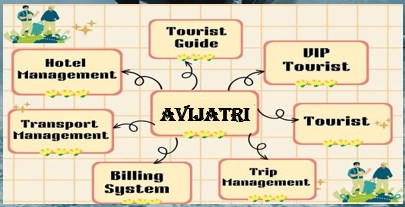 Tourist
Guide
Hotel
Management
VIP
Tourist
AVIJATRI
Transport
Management
Tourist
Billing
System
Trip
Management